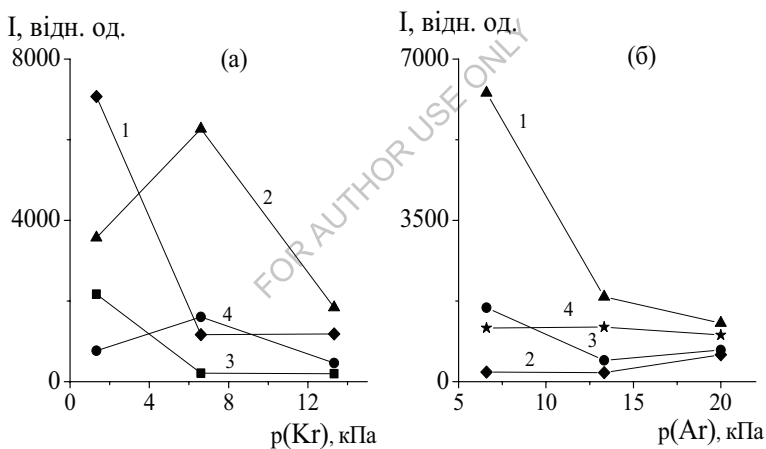 I, відн. од.
(а)
8000
4000
0
1
2
4
3
0 4 8 12
p(Kr), кПа
I, відн. од.
(б)
7000
3500
0
1
4
3
2
5 10 15 20
p(Ar), кПа
FOR AUTHOR USE ONLY